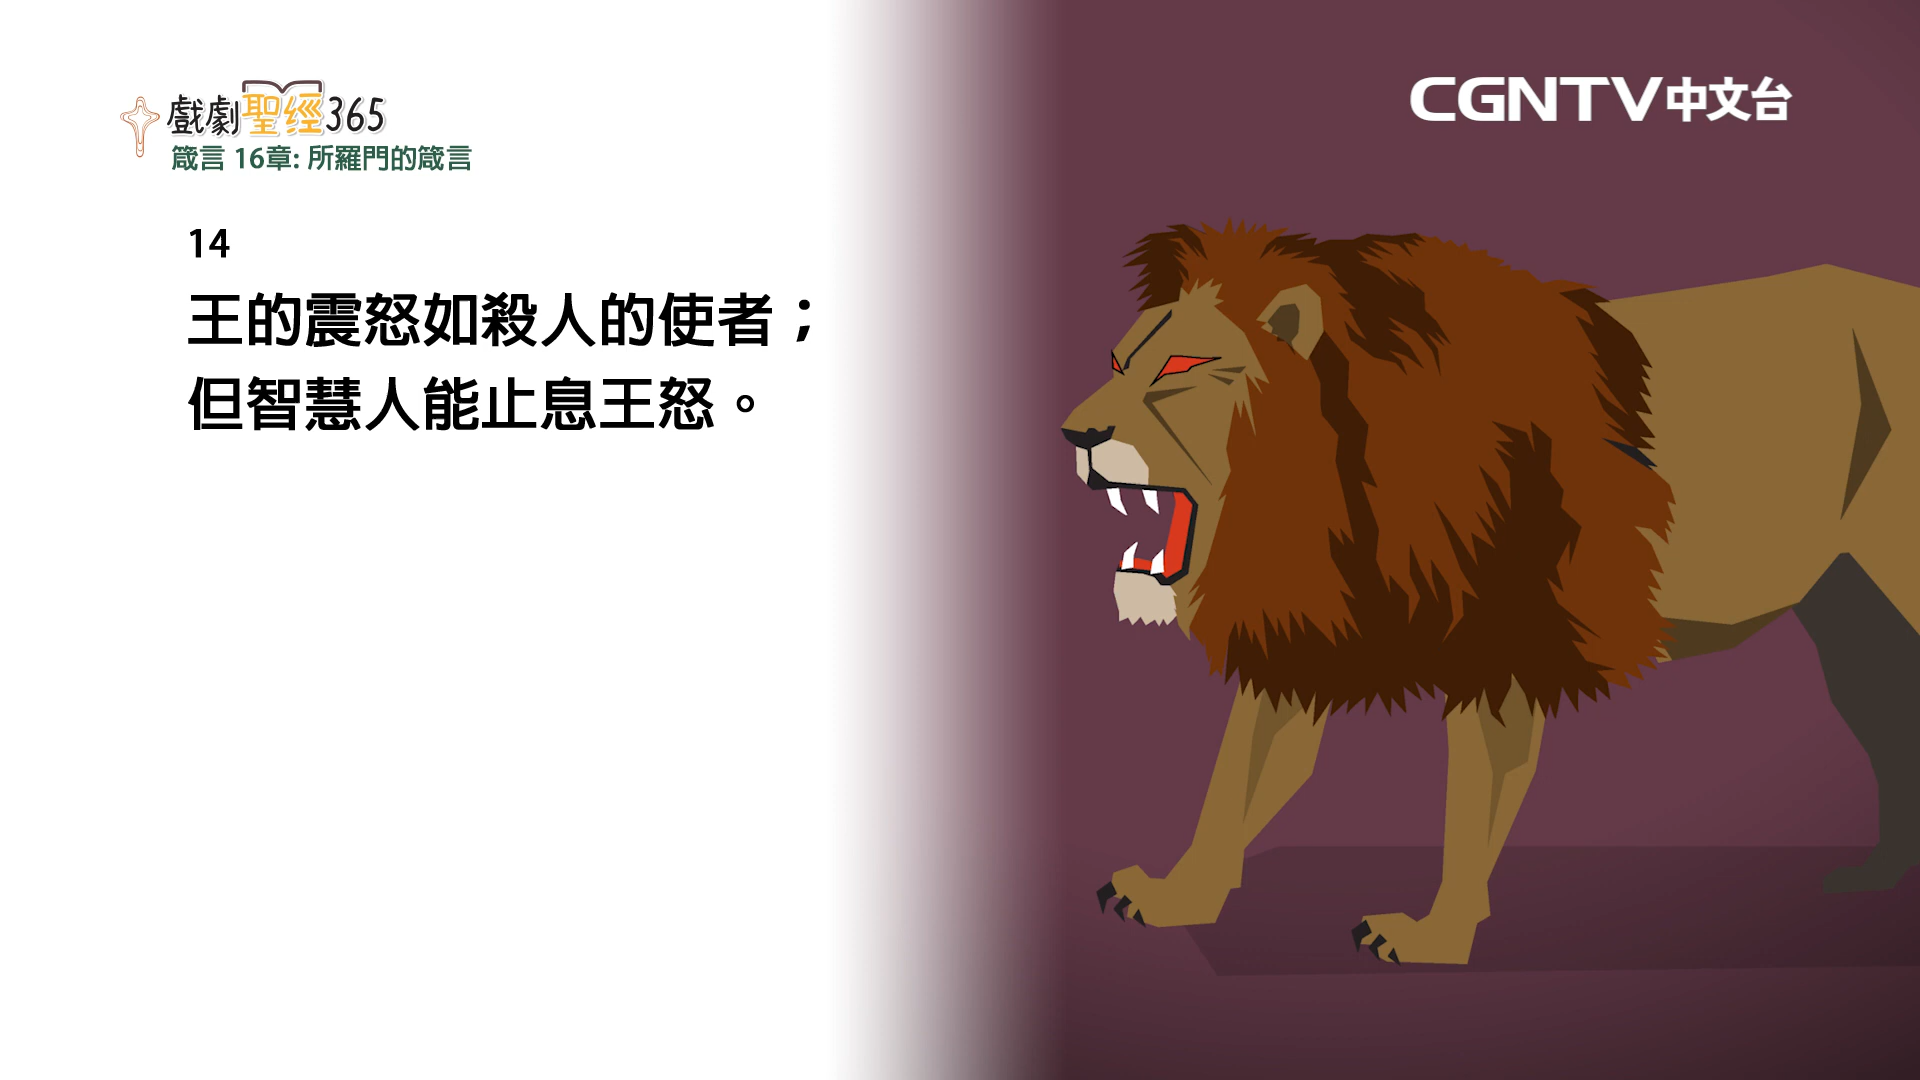 戲劇聖經365
箴言 16章: 所羅門的箴言
CGNTV中文台
14
王的震怒如殺人的使者；
但智慧人能止息王怒。